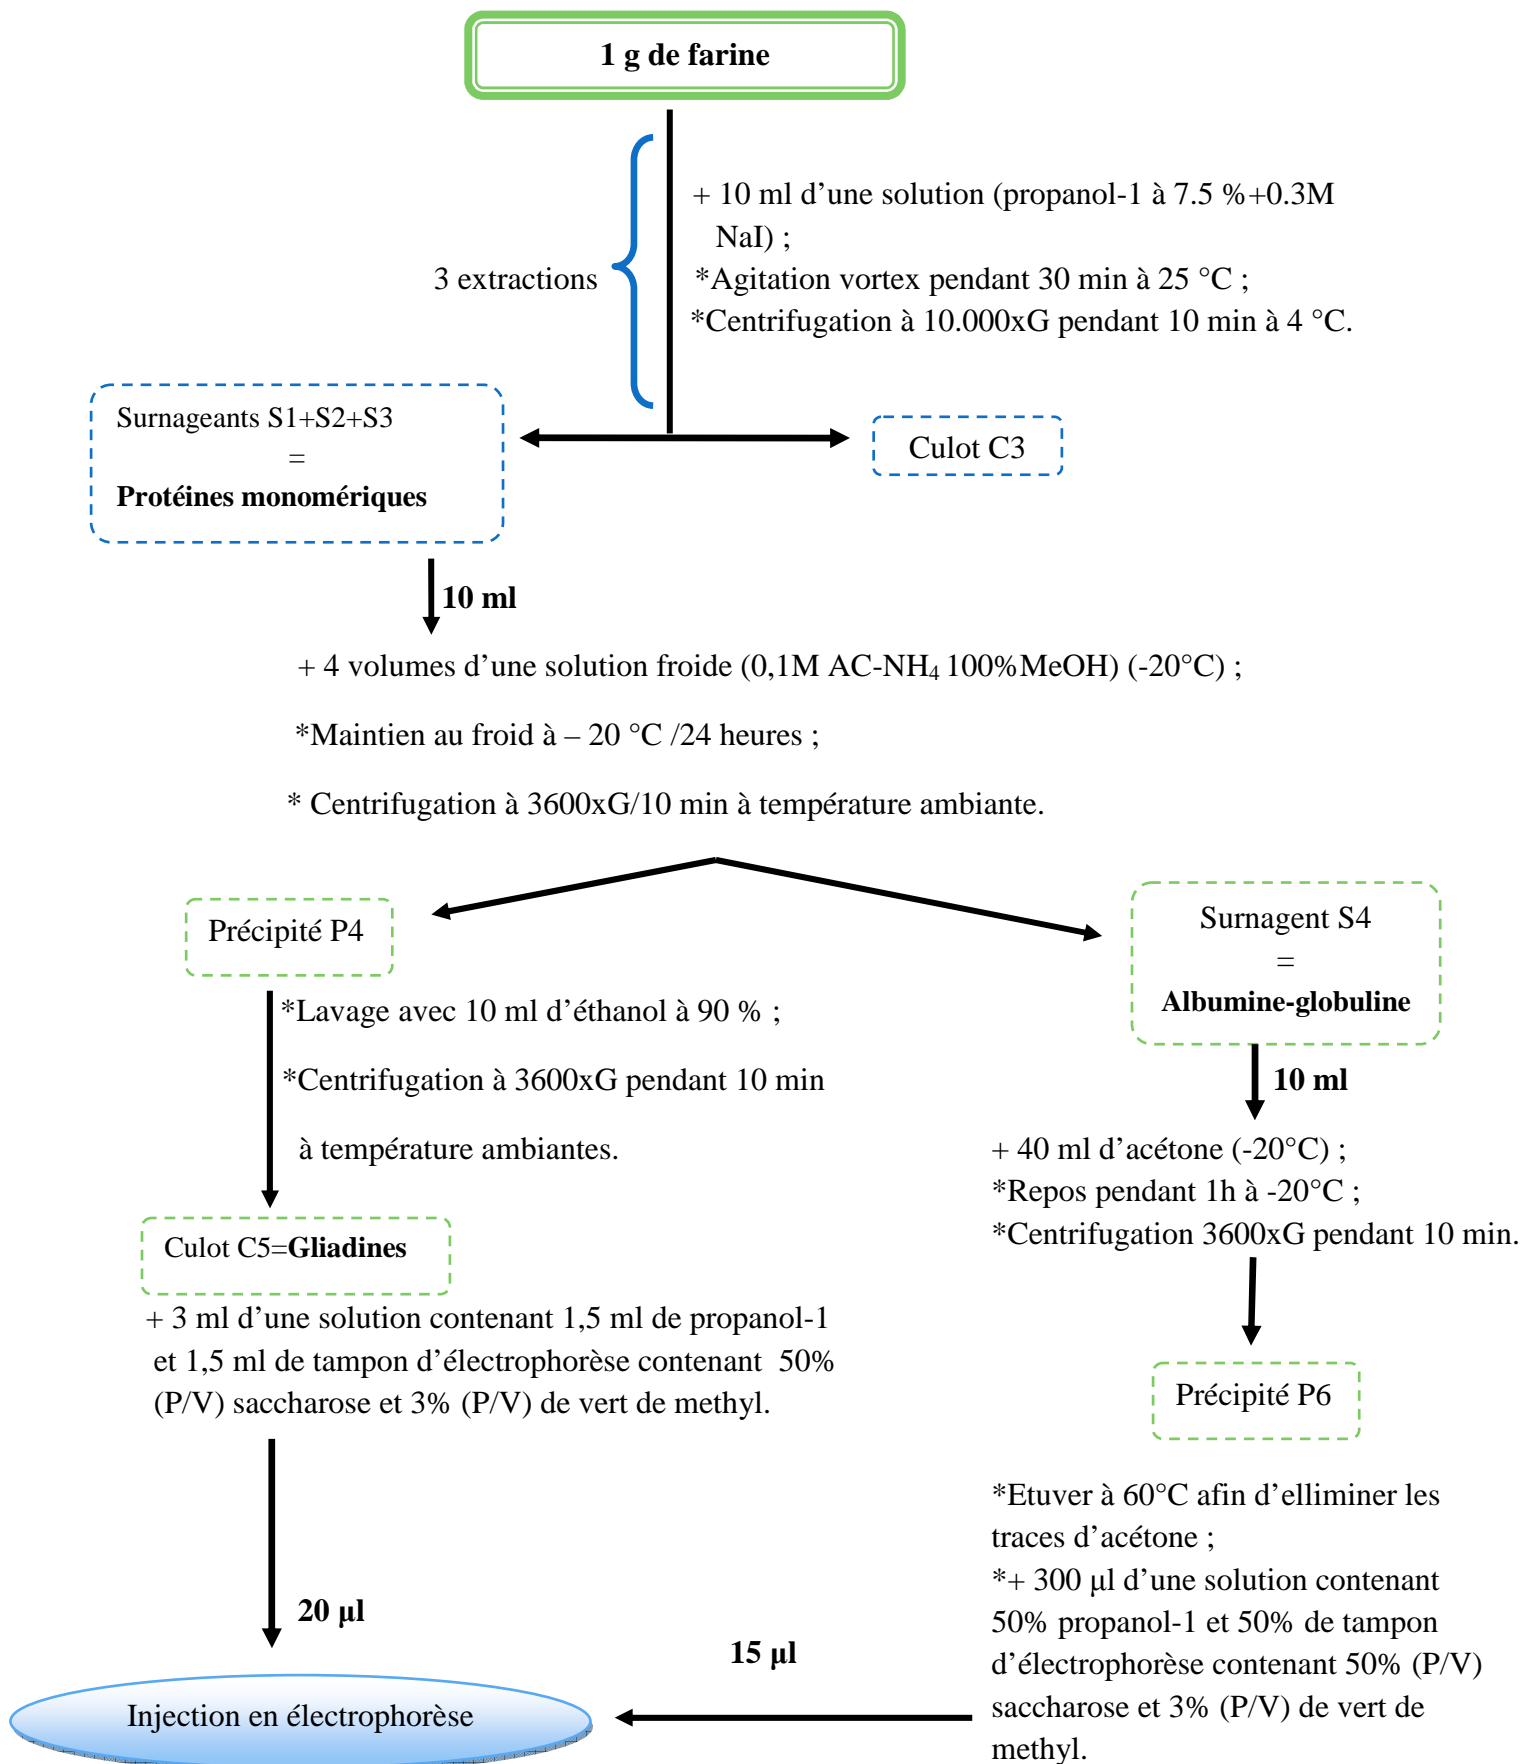 1 g de farine
+ 10 ml d’une solution (propanol-1 à 7.5 %+0.3M
NaI) ;
3 extractions
*Agitation vortex pendant 30 min à 25 °C ;
*Centrifugation à 10.000xG pendant 10 min à 4 °C.
Surnageants S1+S2+S3
=
Protéines monomériques
Culot C3
10 ml
+ 4 volumes d’une solution froide (0,1M AC-NH₄ 100%MeOH) (-20°C) ;
*Maintien au froid à – 20 °C /24 heures ;
* Centrifugation à 3600xG/10 min à température ambiante.
Précipité P4
Surnagent S4
=
Albumine-globuline
*Lavage avec 10 ml d’éthanol à 90 % ;
*Centrifugation à 3600xG pendant 10 min
à température ambiantes.
10 ml
+ 40 ml d’acétone (-20°C) ;
*Repos pendant 1h à -20°C ;
*Centrifugation 3600xG pendant 10 min.
Culot C5=Gliadines
+ 3 ml d’une solution contenant 1,5 ml de propanol-1
et 1,5 ml de tampon d’électrophorèse contenant 50%
(P/V) saccharose et 3% (P/V) de vert de methyl.
Précipité P6
*Etuver à 60°C afin d’elliminer les
traces d’acétone ;
*+ 300 µl d’une solution contenant
50% propanol-1 et 50% de tampon
d’électrophorèse contenant 50% (P/V)
saccharose et 3% (P/V) de vert de
methyl.
20 µl
15 µl
Injection en électrophorèse